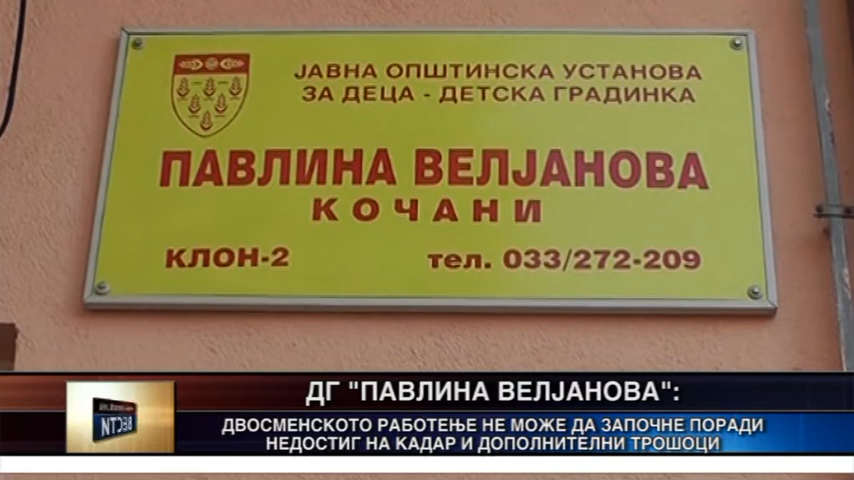 ЈАВНА ОПШТИНСКА УСТАНОВА
ЗА ДЕЦА - ДЕТСКА ГРАДИНКА
ПАВЛИНА ВЕЛЈАНОВА
КОЧАНИ
КЛОН-2 тел. 033/272-209
ДГ "ПАВЛИНА ВЕЛЈАНОВА":
ДВОСМЕНСКОТО РАБОТЕЊЕ НЕ МОЖЕ ДА ЗАПОЧНЕ ПОРАДИ
НЕДОСТИГ НА КАДАР И ДОПОЛНИТЕЛНИ ТРОШОЦИ